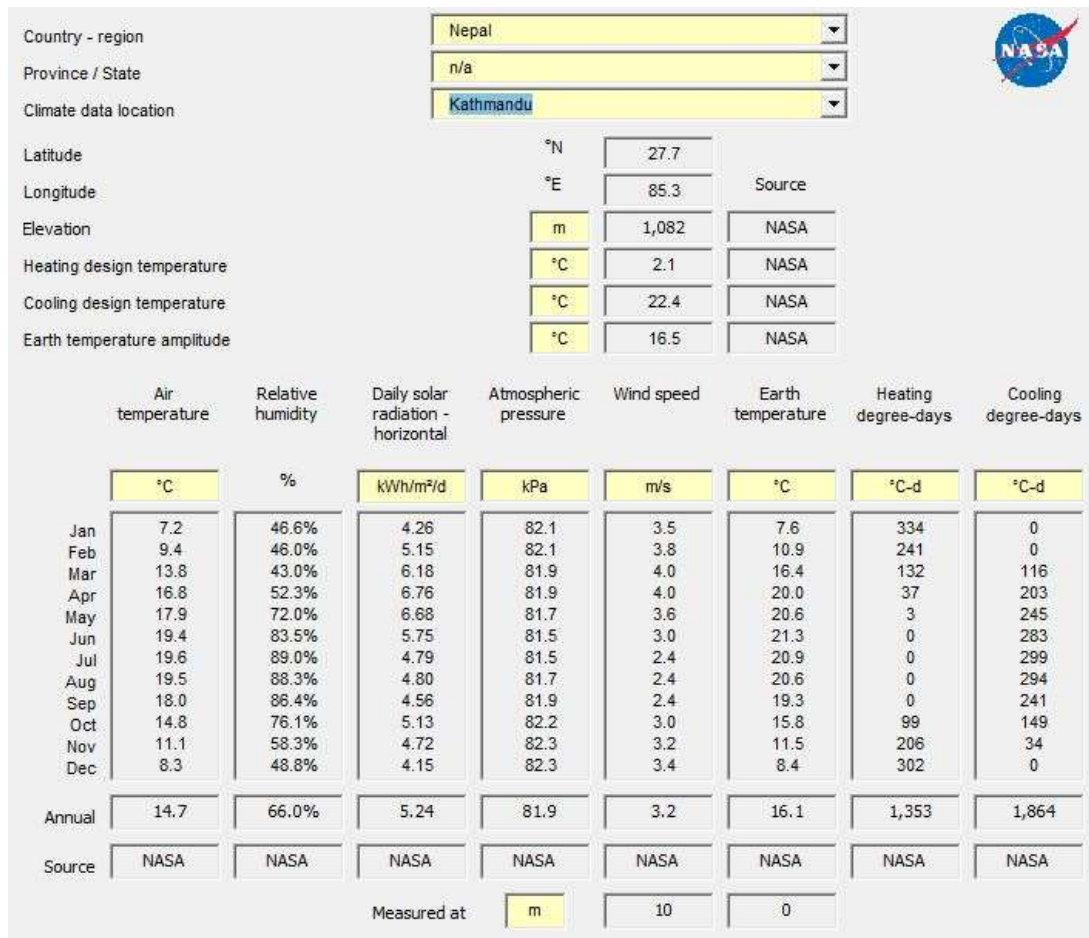 Country - region Nepal
NASA
Province / State n/a
Climate data location Kathmandu
Latitude °N 27.7
Longitude °E 85.3 Source
Elevation m 1,082 NASA
Heating design temperature °C 2.1 NASA
Cooling design temperature °C 22.4 NASA
Earth temperature amplitude °C 16.5 NASA
Air Relative Daily solar Atmospheric Wind speed Earth Heating Cooling
temperature humidity radiation - pressure temperature degree-days degree-days
horizontal
°C % kWh/m²/d kPa m/s °C °C-d °C-d
Jan 7.2 46.6% 4.26 82.1 3.5 7.6 334 0
Feb 9.4 46.0% 5.15 82.1 3.8 10.9 241 0
Mar 13.8 43.0% 6.18 81.9 4.0 16.4 132 116
Apr 16.8 52.3% 6.76 81.9 4.0 20.0 37 203
May 17.9 72.0% 6.68 81.7 3.6 20.6 3 245
Jun 19.4 83.5% 5.75 81.5 3.0 21.3 0 283
Jul 19.6 89.0% 4.79 81.5 2.4 20.9 0 299
Aug 19.5 88.3% 4.80 81.7 2.4 20.6 0 294
Sep 18.0 86.4% 4.56 81.9 2.4 19.3 0 241
Oct 14.8 76.1% 5.13 82.2 3.0 15.8 99 149
Nov 11.1 58.3% 4.72 82.3 3.2 11.5 206 34
Dec 8.3 48.8% 4.15 82.3 3.4 8.4 302 0
Annual 14.7 66.0% 5.24 81.9 3.2 16.1 1,353 1,864
Source NASA NASA NASA NASA NASA NASA NASA NASA
Measured at m 10 0